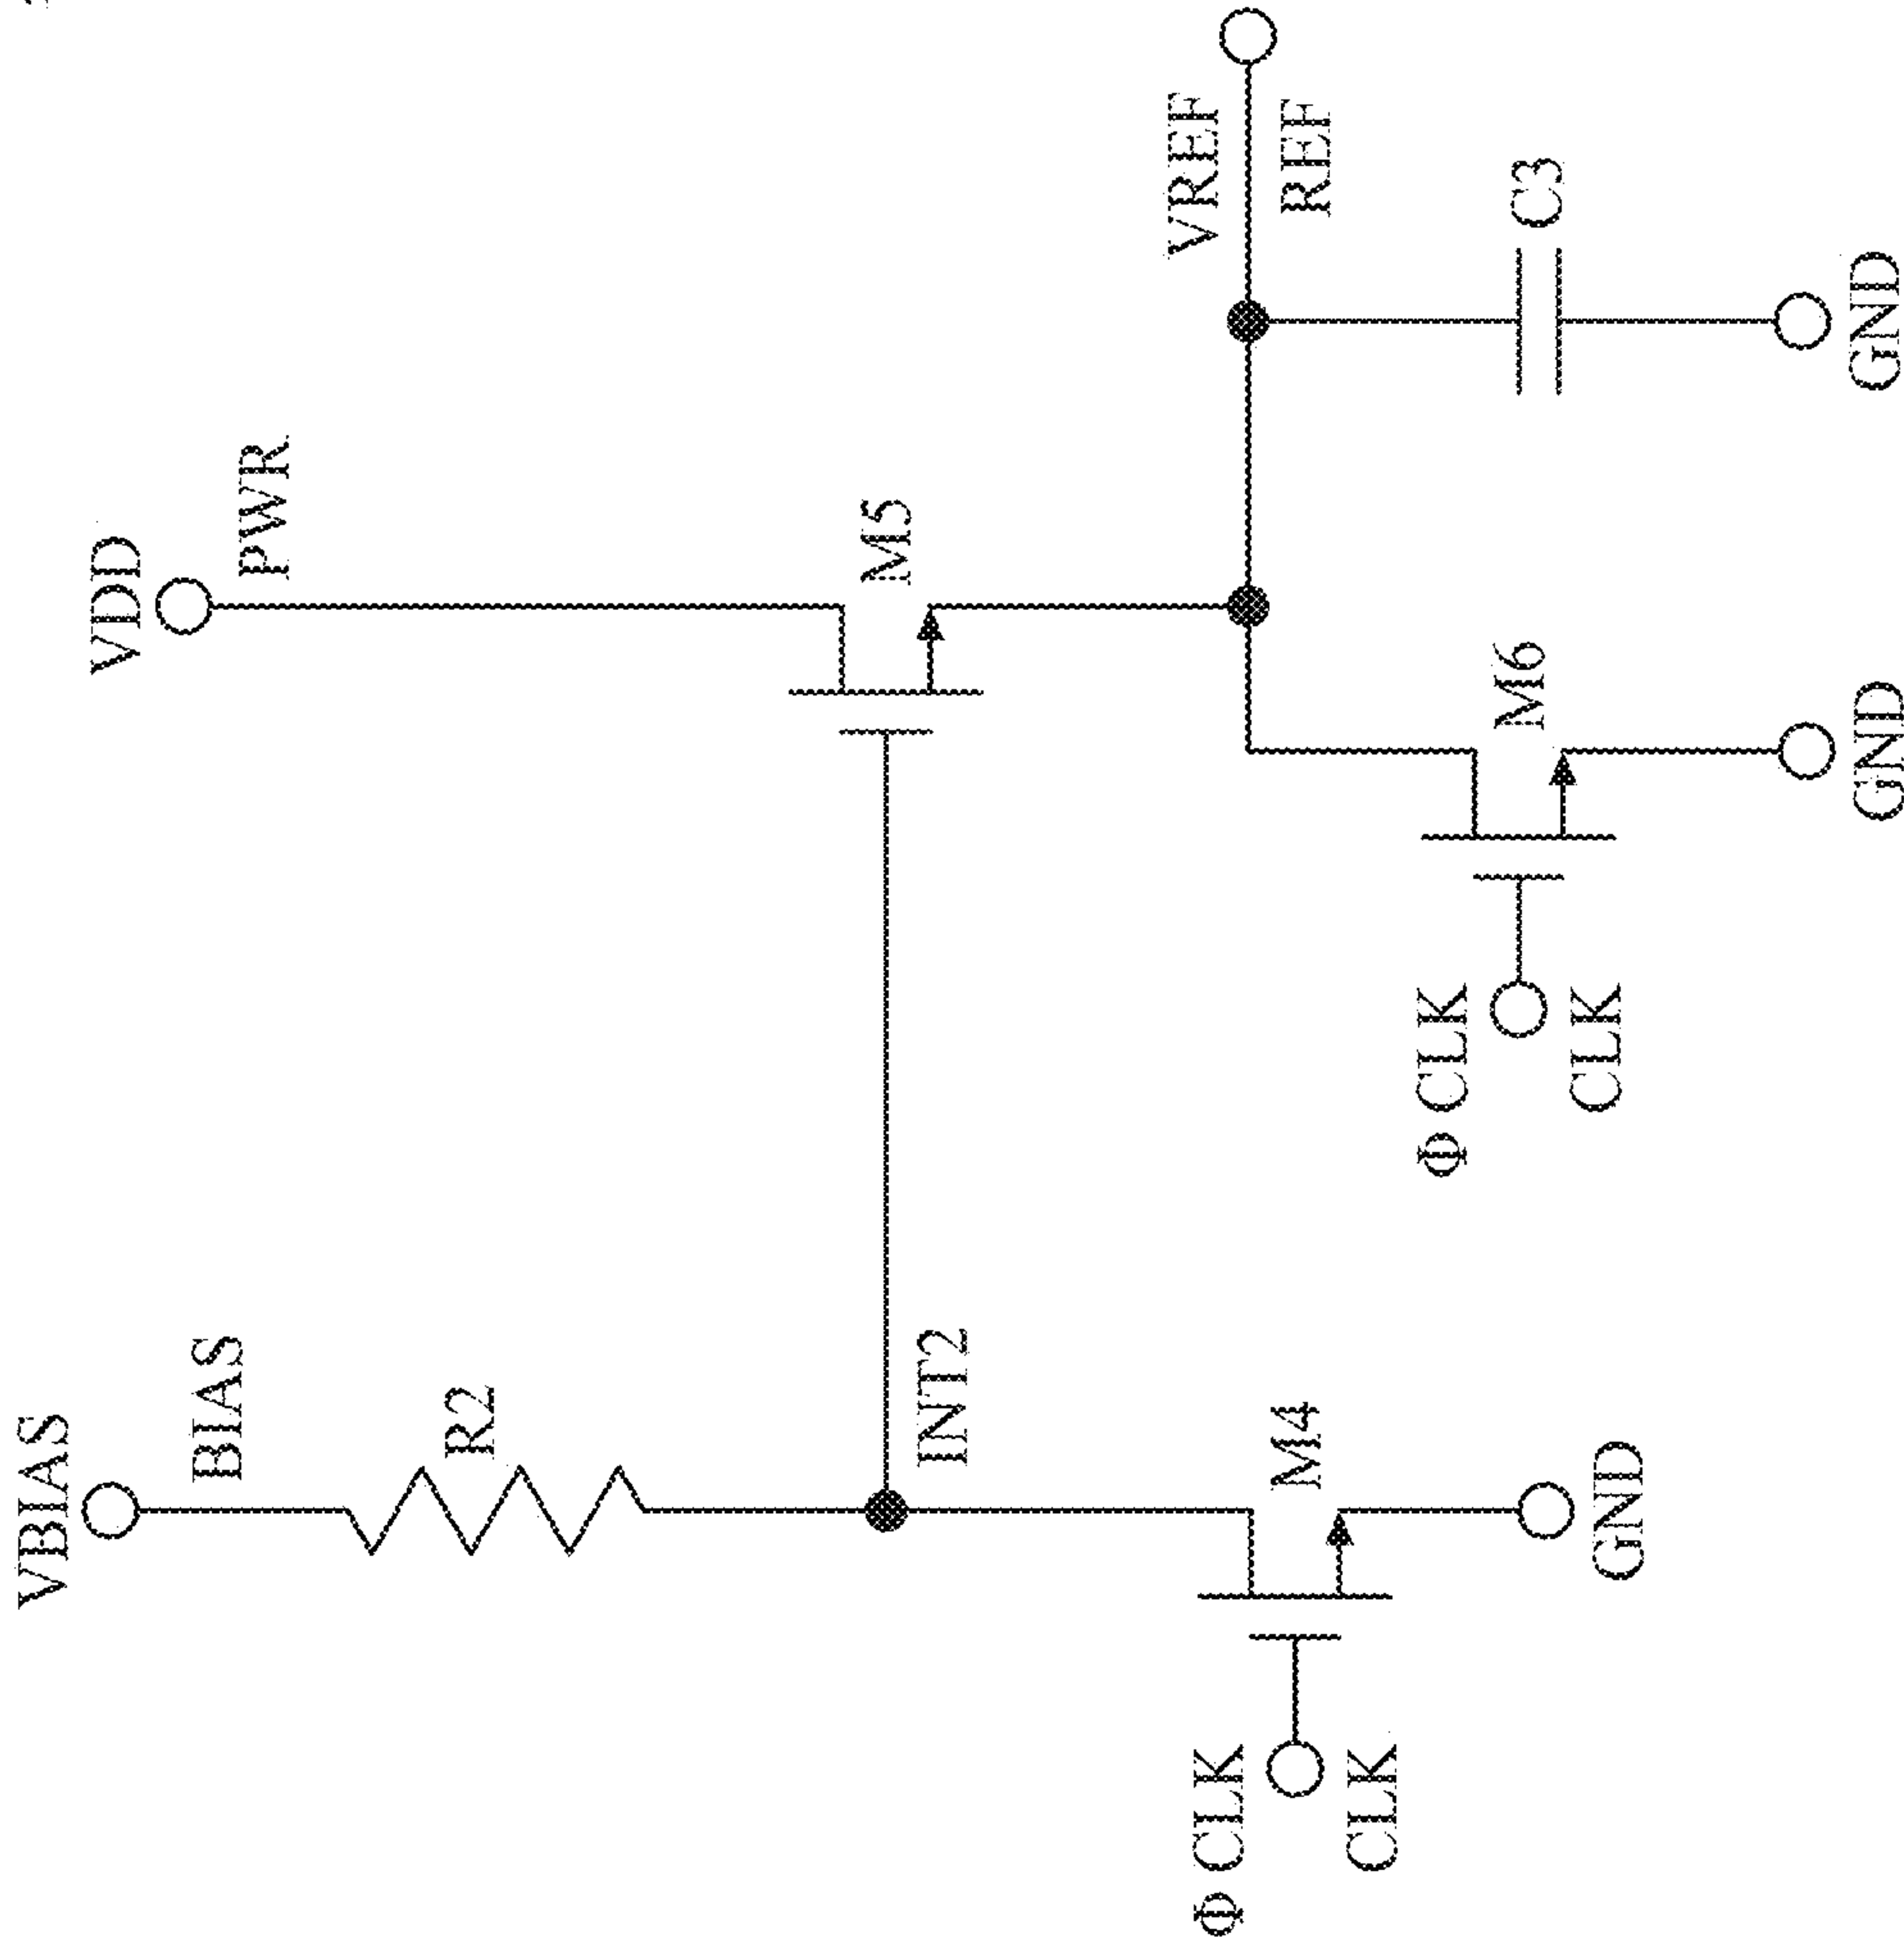 VBIAS
BIAS
R2
INT2
Φ CLK
CLK
M4
GND
VDD
PWR
M5
Φ CLK
CLK
M6
GND
VREF
REF
C3
GND